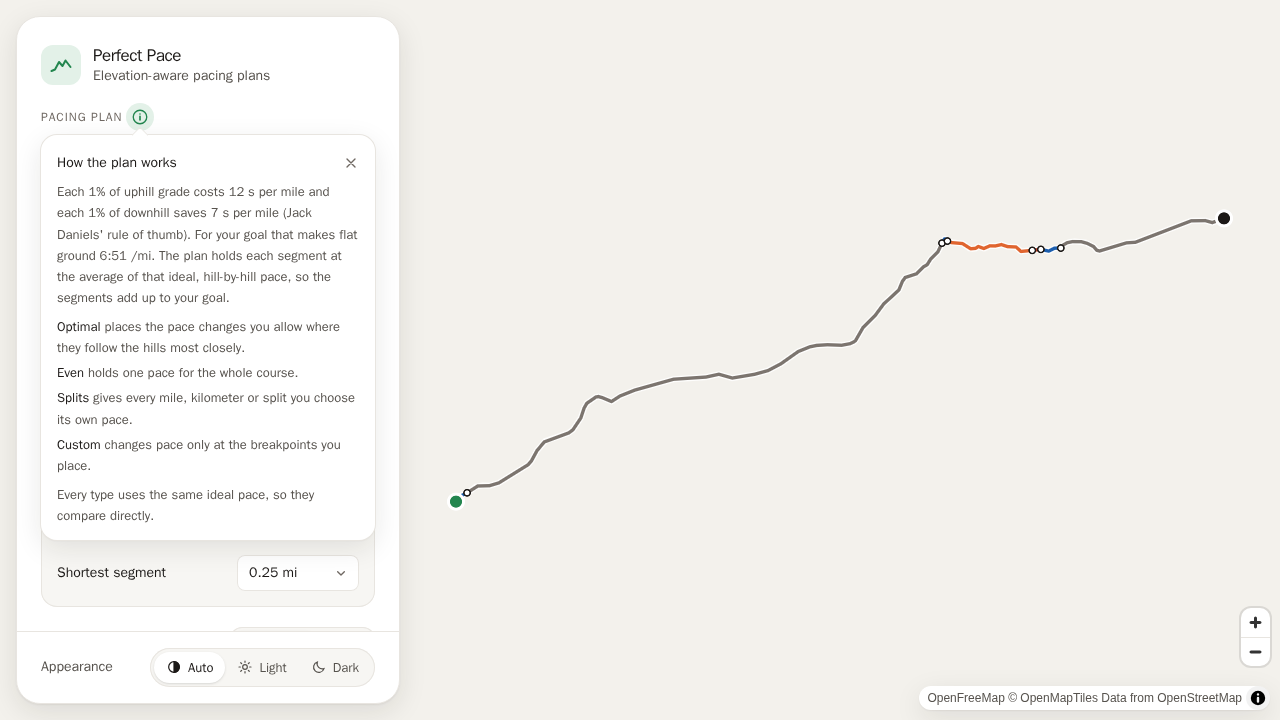 Perfect Pace
Elevation-aware pacing plans
PACING PLAN
How the plan works
Each 1% of uphill grade costs 12 s per mile and
each 1% of downhill saves 7 s per mile (Jack
Daniels' rule of thumb). For your goal that makes flat
ground 6:51 /mi. The plan holds each segment at
the average of that ideal, hill-by-hill pace, so the
segments add up to your goal.
Optimal places the pace changes you allow where
they follow the hills most closely.
Even holds one pace for the whole course.
Splits gives every mile, kilometer or split you choose
its own pace.
Custom changes pace only at the breakpoints you
place.
Every type uses the same ideal pace, so they
compare directly.
Shortest segment 0.25 mi
Appearance Auto Light Dark
OpenFreeMap © OpenMapTiles Data from OpenStreetMap